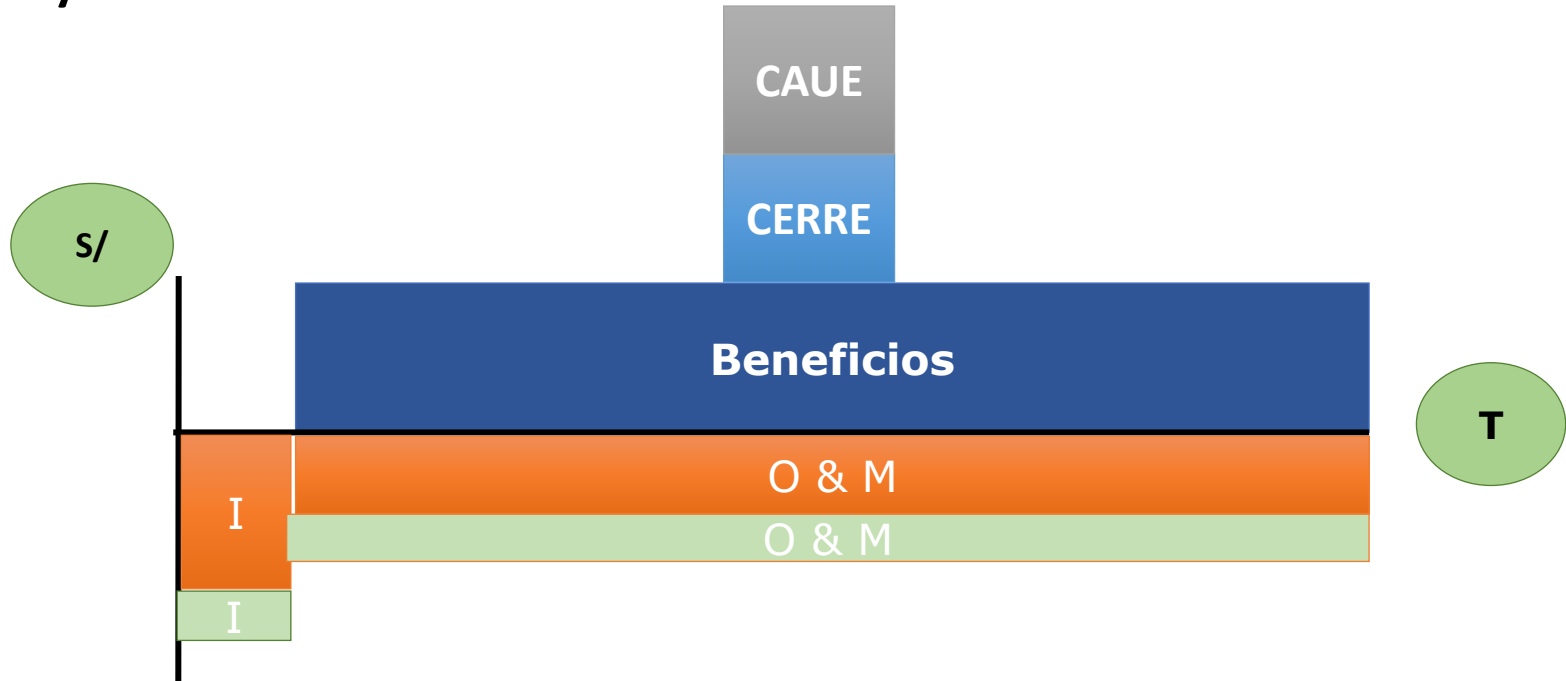 CAUE
CERRE
S/
Beneficios
T
O & M
I
O & M
I